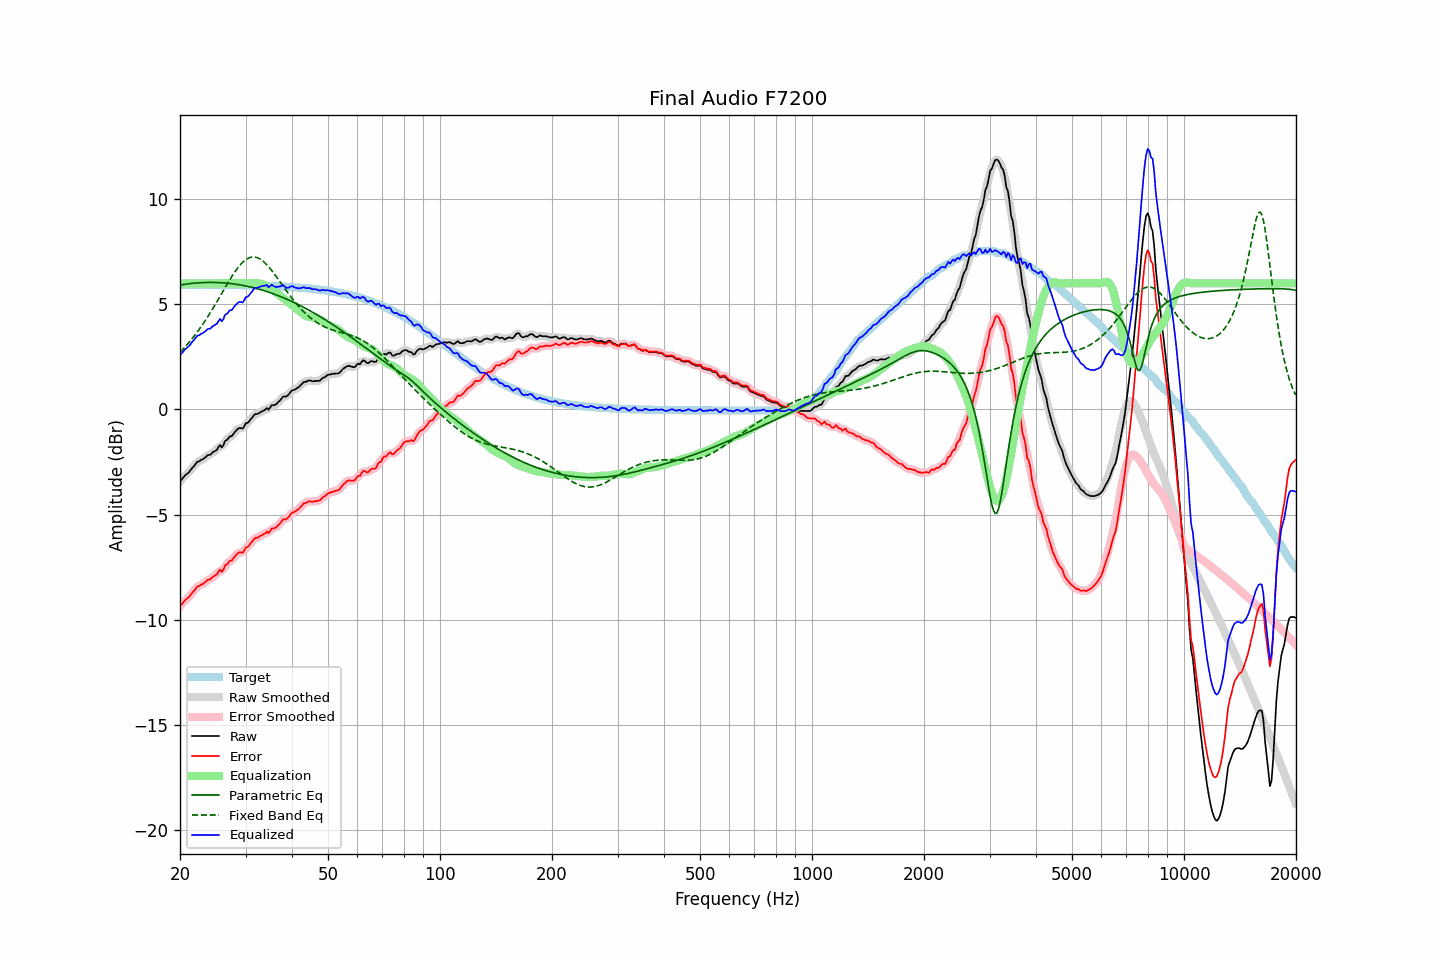 Final Audio F7200
Amplitude (dBr)
10
5
0
−5
−10
−15
−20
Target
Raw Smoothed
Error Smoothed
Raw
Error
Equalization
Parametric Eq
Fixed Band Eq
Equalized
20 50 100 200 500 1000 2000 5000 10000 20000
Frequency (Hz)